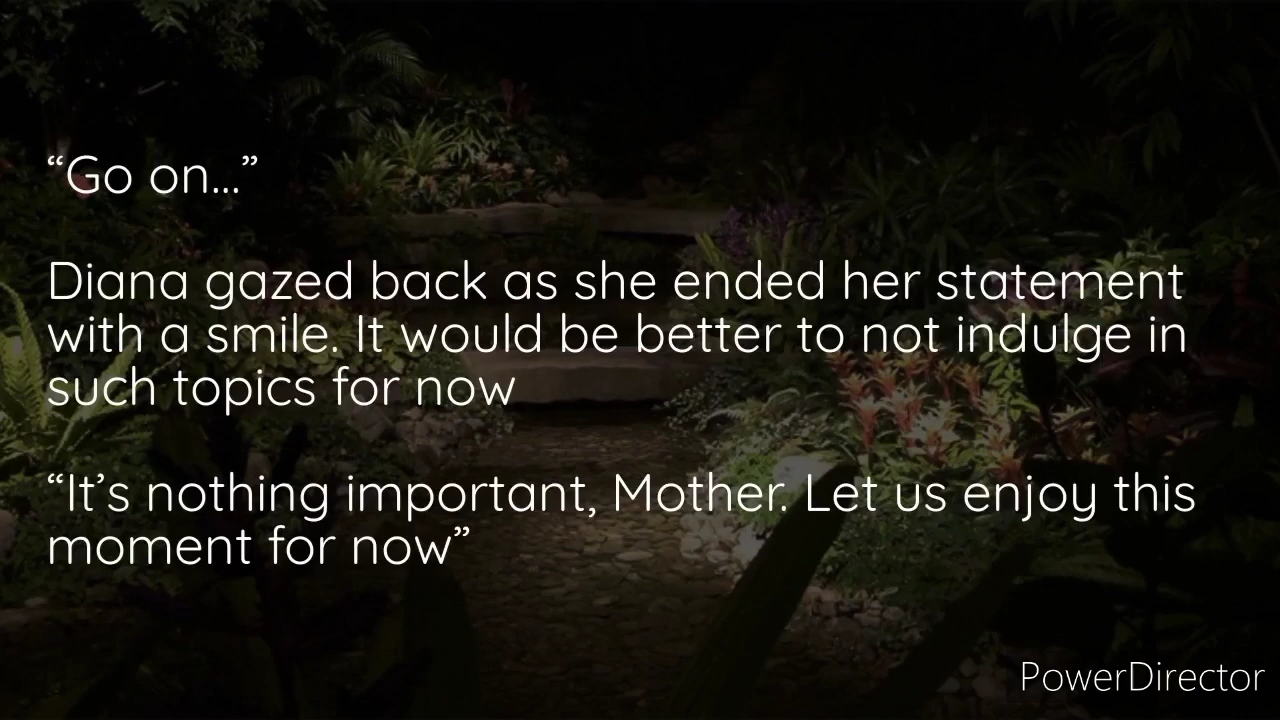 “Go on...”
Diana gazed back as she ended her statement
with a smile. It would be better to not indulge in
such topics for now
“It’s nothing important, Mother. Let us enjoy this
moment for now”
PowerDirector